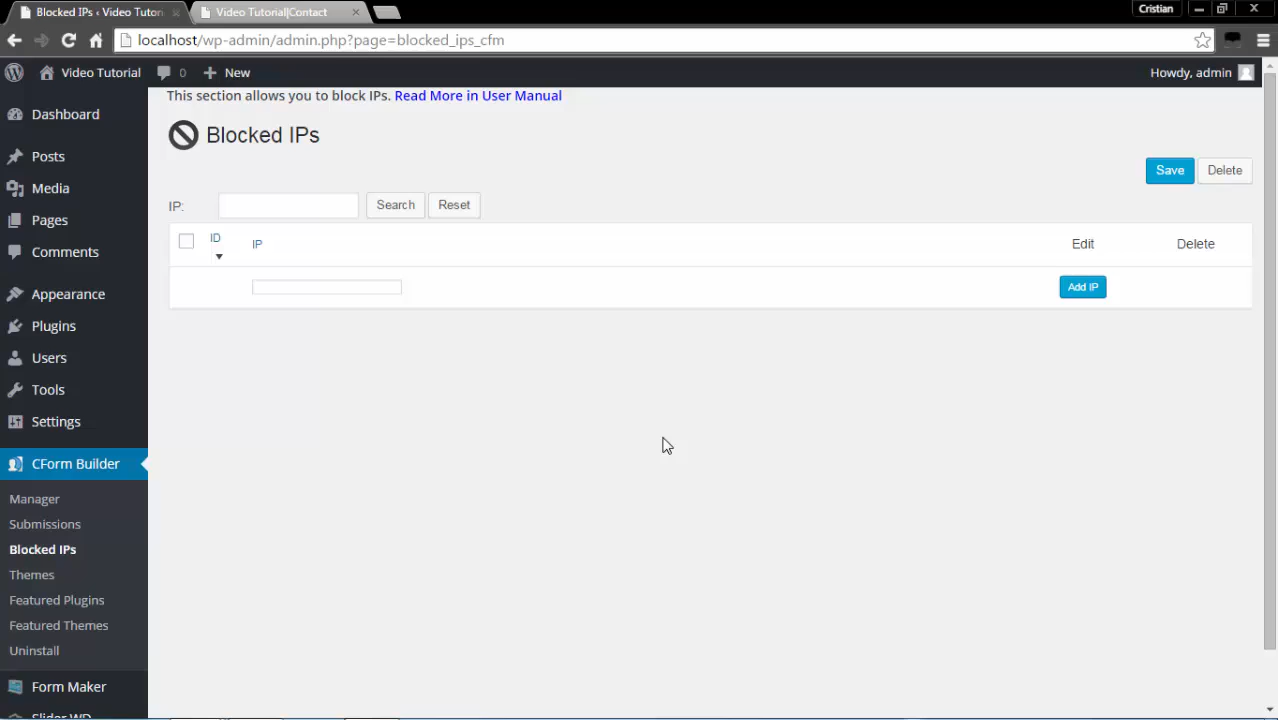 Blocked IPs ‹ Video Tutor
Video Tutorial|Contact
Cristian
localhost/wp-admin/admin.php?page=blocked_ips_cfm
Video Tutorial
0
New
Howdy, admin
Dashboard
Posts
Media
Pages
Comments
Appearance
Plugins
Users
Tools
Settings
CForm Builder
Manager
Submissions
Blocked IPs
Themes
Featured Plugins
Featured Themes
Uninstall
Form Maker
Slider WD
This section allows you to block IPs. Read More in User Manual
Blocked IPs
Save Delete
IP: Search Reset
ID IP Edit Delete
Add IP